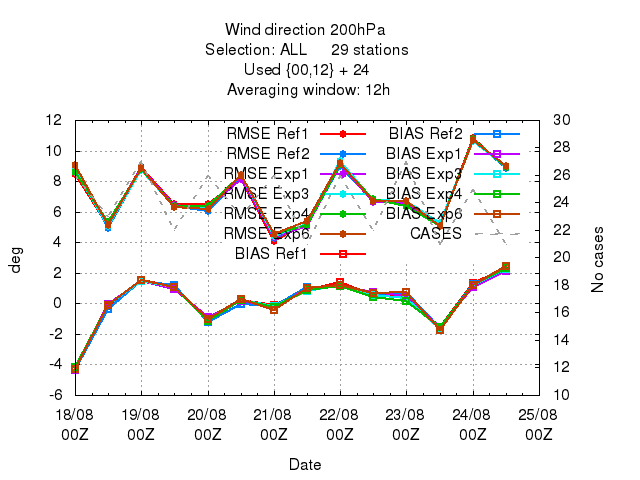 Wind direction 200hPa
Selection: ALL 29 stations
Used {00,12} + 24
Averaging window: 12h
RMSE Ref1
RMSE Ref2
RMSE Exp1
RMSE Exp3
RMSE Exp4
RMSE Exp6
BIAS Ref1
BIAS Ref2
BIAS Exp1
BIAS Exp3
BIAS Exp4
BIAS Exp6
CASES
deg
12
10
8
6
4
2
0
-2
-4
-6
30
28
26
24
22
20
18
16
14
12
10
No cases
18/08 19/08 20/08 21/08 22/08 23/08 24/08 25/08
00Z 00Z 00Z 00Z 00Z 00Z 00Z 00Z
Date